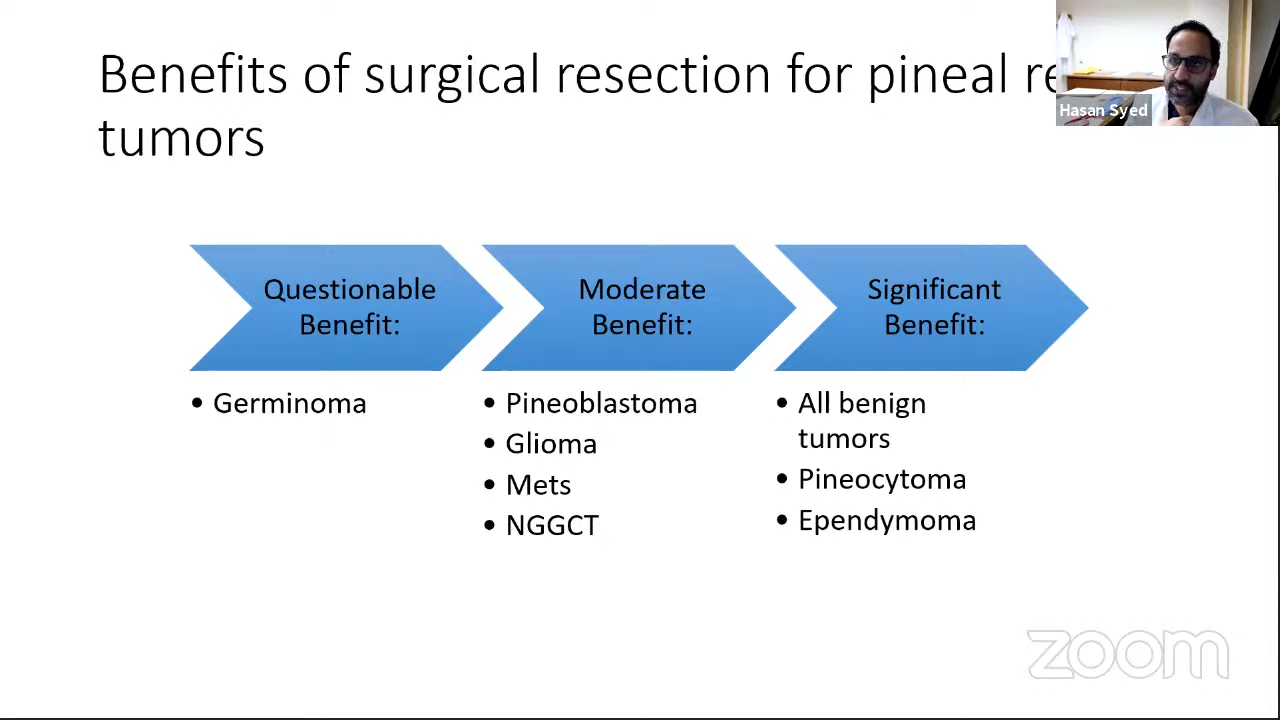 Benefits of surgical resection for pineal re
tumors
Hasan Syed
Questionable
Benefit:
• Germinoma
Moderate
Benefit:
• Pineoblastoma
• Glioma
• Mets
• NGGCT
Significant
Benefit:
• All benign
tumors
• Pineocytoma
• Ependymoma
zoom